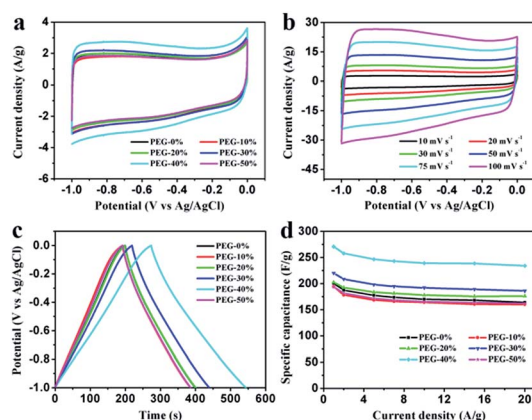 a
4
2
0
-2
-4
-1.0
-0.8
-0.6
-0.4
-0.2
0.0
Current density (A/g)
Potential (V vs Ag/AgCl)
PEG-0% PEG-10%
PEG-20% PEG-30%
PEG-40% PEG-50%
b
30
15
0
-15
-30
-45
-1.0
-0.8
-0.6
-0.4
-0.2
0.0
Current density (A/g)
Potential (V vs Ag/AgCl)
10 mV s⁻¹ 20 mV s⁻¹
30 mV s⁻¹ 50 mV s⁻¹
75 mV s⁻¹ 100 mV s⁻¹
c
0.0
-0.2
-0.4
-0.6
-0.8
-1.0
0
100
200
300
400
500
600
Potential (V vs Ag/AgCl)
Time (s)
PEG-0%
PEG-10%
PEG-20%
PEG-30%
PEG-40%
PEG-50%
d
300
250
200
150
100
50
0
0
5
10
15
20
Specific capacitance (F/g)
Current density (A/g)
PEG-0% PEG-10%
PEG-20% PEG-30%
PEG-40% PEG-50%